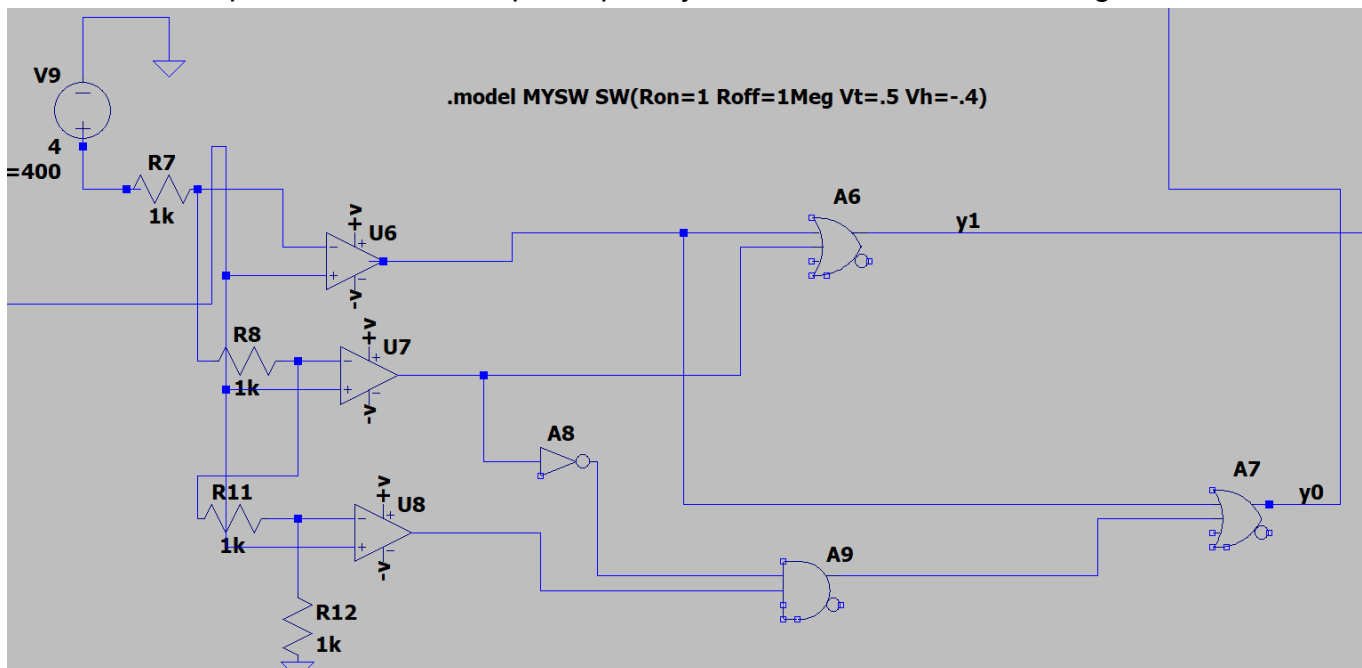 V9
.model MYSW SW(Ron=1 Roff=1Meg Vt=.5 Vh=-.4)
4
=400
R7
1k
A6
+v
U6
y1
-v
R8
1k
+v
U7
-v
A8
A7
y0
R11
1k
+v
U8
-v
A9
R12
1k